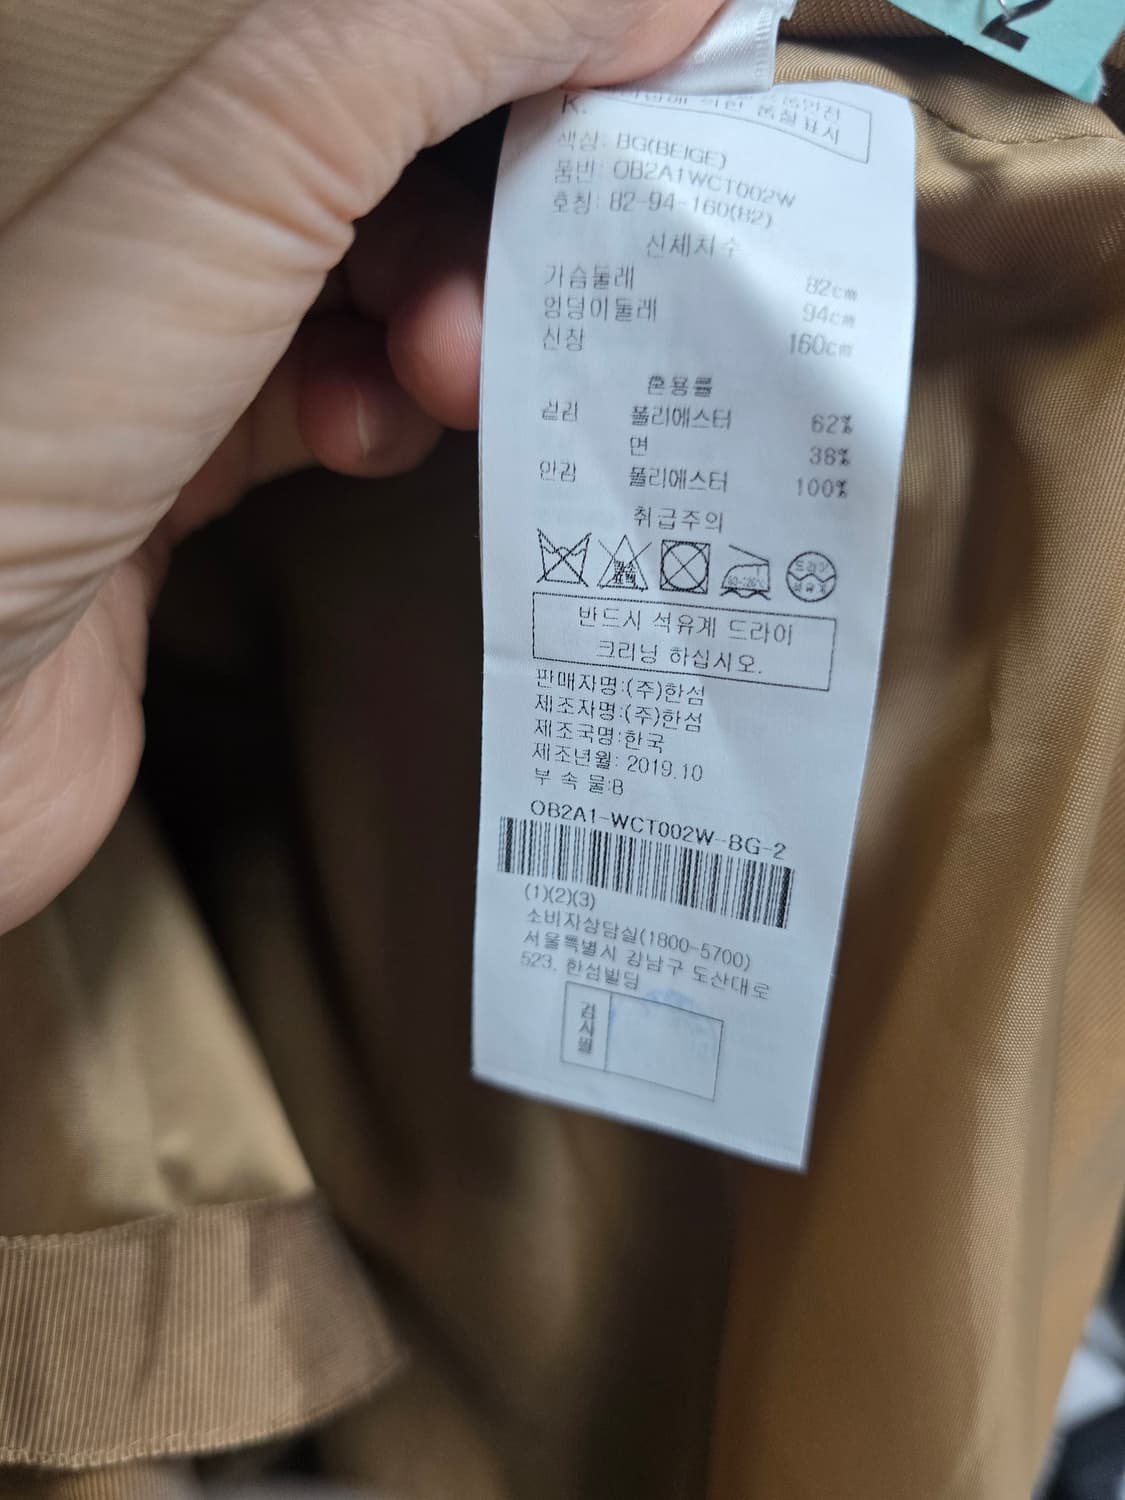 품질표시
색상: BG(BEIGE)
품번: OB2A1WCT002W
호칭: 82-94-160(82)
신체치수
가슴둘레 82cm
엉덩이둘레 94cm
신장 160cm
혼용률
겉감 폴리에스터 62%
면 38%
안감 폴리에스터 100%
취급주의
반드시 석유계 드라이
크리닝 하십시오.
판매자명:(주)한섬
제조자명:(주)한섬
제조국명:한국
제조년월: 2019.10
부 속 물:B
OB2A1-WCT002W-BG-2
(1)(2)(3)
소비자상담실(1800-5700)
서울특별시 강남구 도산대로
523, 한섬빌딩
검사필